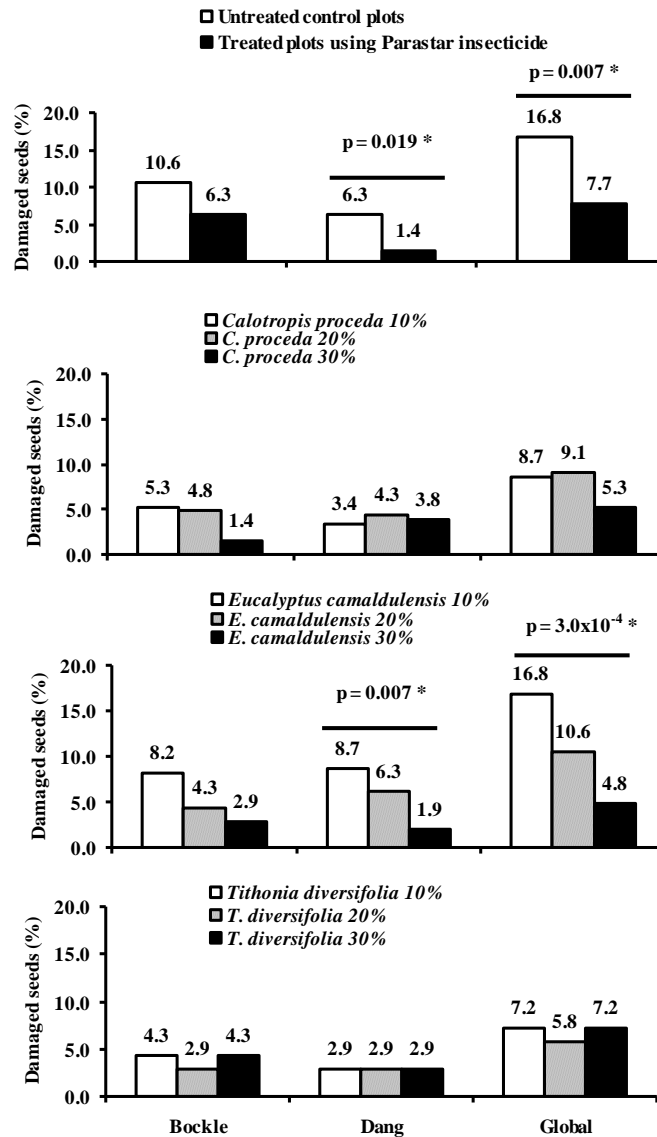 Untreated control plots
Treated plots using Parastar insecticide
p = 0.007 *
Damaged seeds (%)
20.0
15.0
10.0
5.0
0.0
10.6
6.3
p = 0.019 *
6.3
1.4
16.8
7.7
Calotropis proceda 10%
C. proceda 20%
C. proceda 30%
Damaged seeds (%)
20.0
15.0
10.0
5.0
0.0
5.3
4.8
1.4
3.4
4.3
3.8
8.7
9.1
5.3
Eucalyptus camaldulensis 10%
E. camaldulensis 20%
E. camaldulensis 30%
p = 3.0x10⁻⁴ *
Damaged seeds (%)
20.0
15.0
10.0
5.0
0.0
8.2
4.3
2.9
p = 0.007 *
8.7
6.3
1.9
16.8
10.6
4.8
Tithonia diversifolia 10%
T. diversifolia 20%
T. diversifolia 30%
Damaged seeds (%)
20.0
15.0
10.0
5.0
0.0
4.3
2.9
4.3
2.9
2.9
2.9
7.2
5.8
7.2
Bockle
Dang
Global